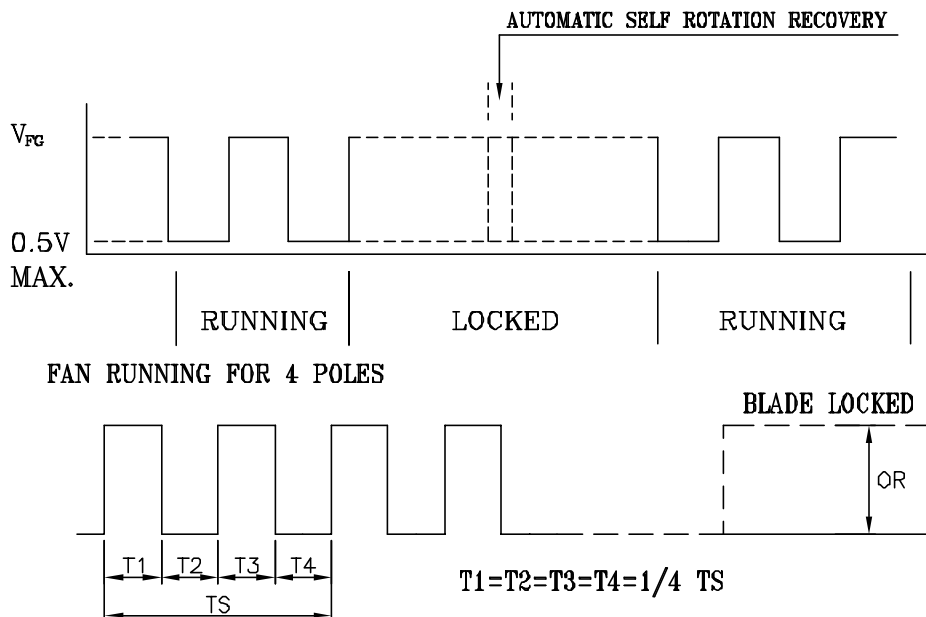 AUTOMATIC SELF ROTATION RECOVERY
VFG
0.5V
MAX.
RUNNING LOCKED RUNNING
FAN RUNNING FOR 4 POLES
BLADE LOCKED
OR
T1 T2 T3 T4
TS
T1=T2=T3=T4=1/4 TS